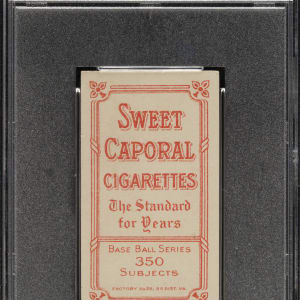 SWEET
CAPORAL
CIGARETTES
The Standard
for Years
BASE BALL SERIES
350
SUBJECTS
FACTORY No 25, 2nd DIST. VA.